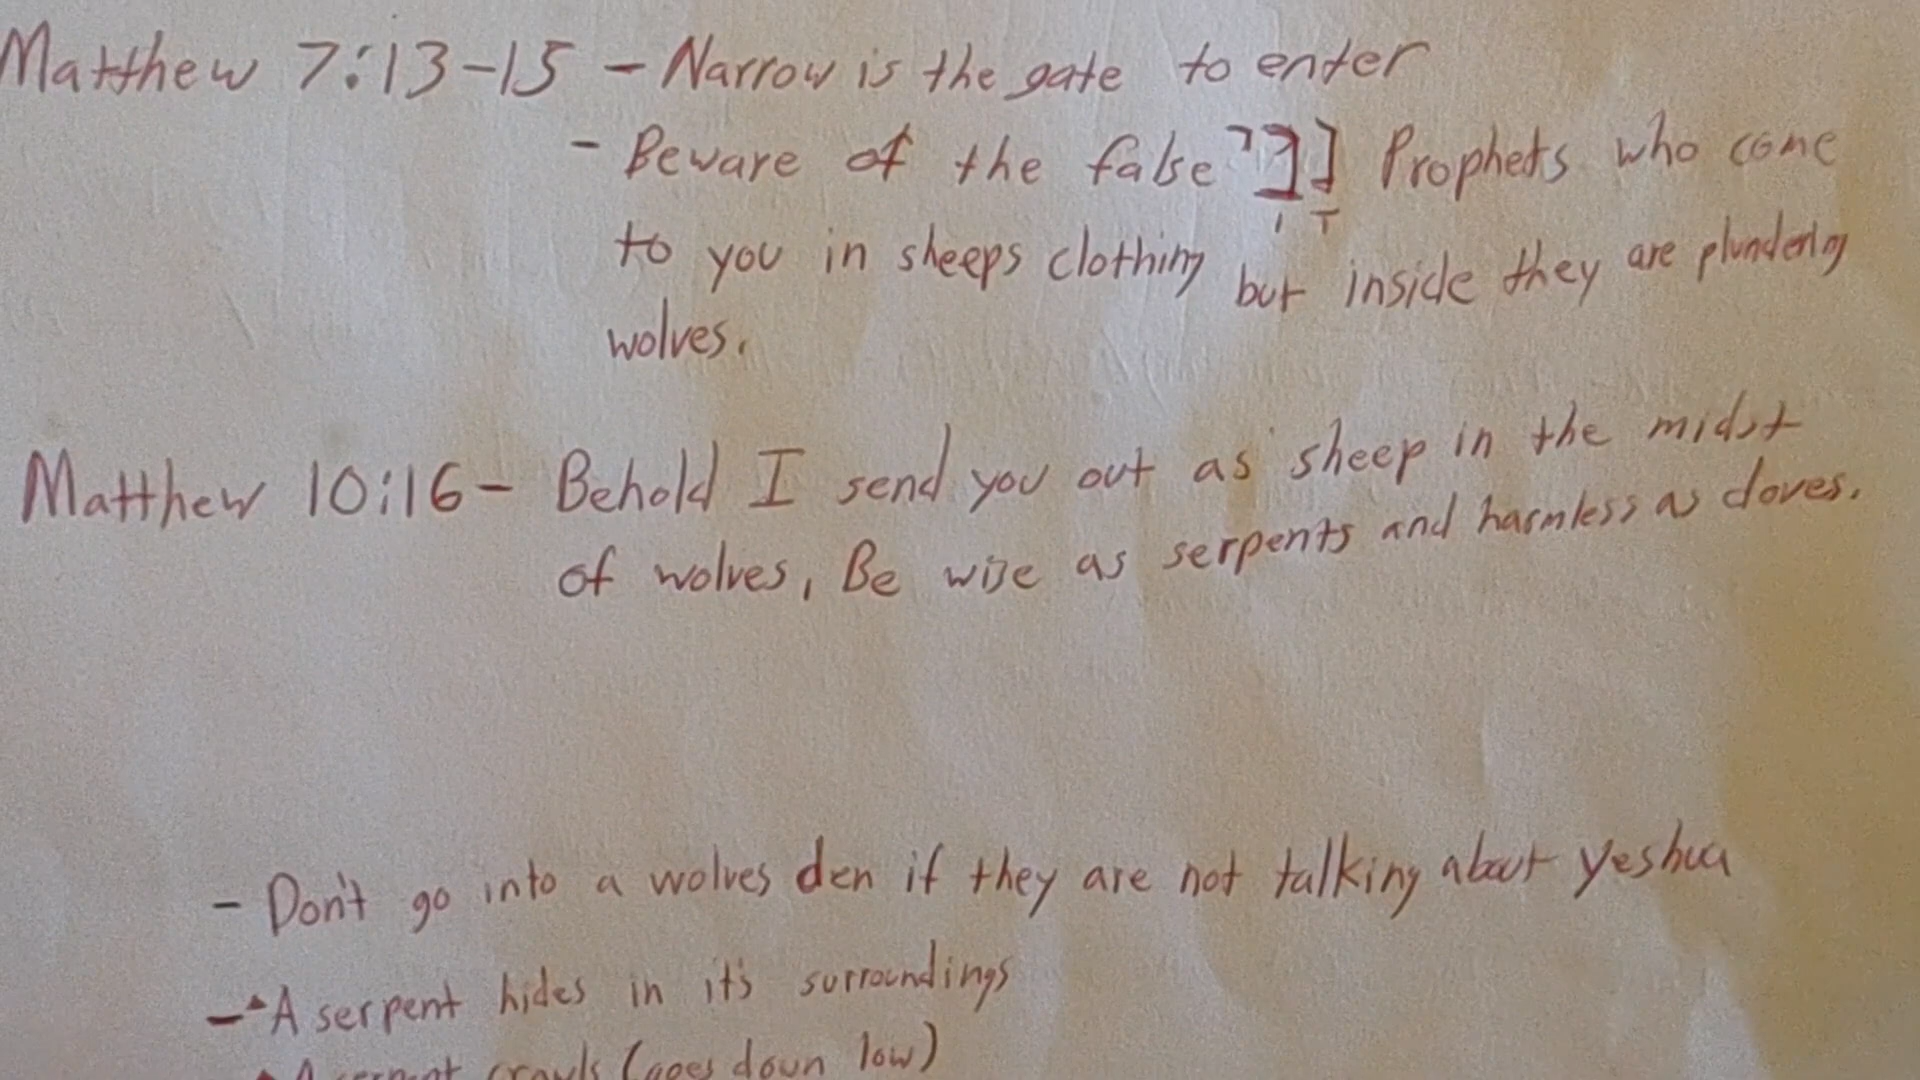 Matthew 7:13-15 - Narrow is the gate to enter
- Beware of the false Prophets who come
I T
to you in sheeps clothing but inside they are plundering
wolves.
Matthew 10:16- Behold I send you out as sheep in the midst
of wolves, Be wise as serpents and harmless as doves.
- Don't go into a wolves den if they are not talking about Yeshua
- A serpent hides in it's surroundings
A serpent crawls (goes down low)